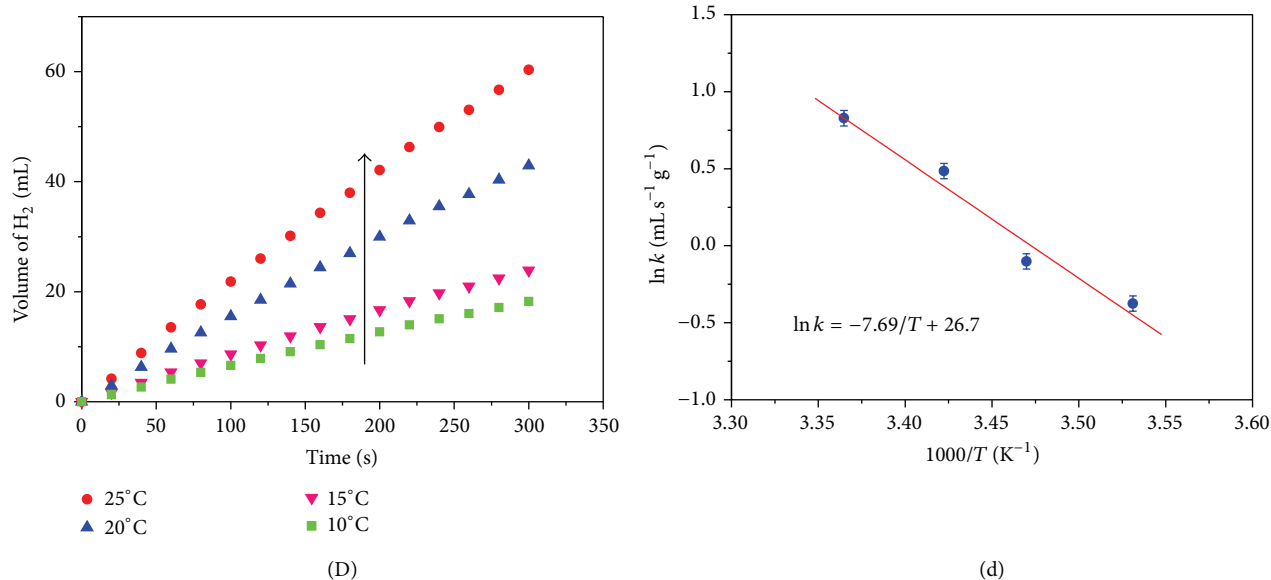 60
40
20
0
Volume of H₂ (mL)
0 50 100 150 200 250 300 350
Time (s)
25°C
20°C
15°C
10°C
(D)
1.5
1.0
0.5
0.0
−0.5
−1.0
ln k (mL s⁻¹ g⁻¹)
ln k = −7.69/T + 26.7
3.30 3.35 3.40 3.45 3.50 3.55 3.60
1000/T (K⁻¹)
(d)